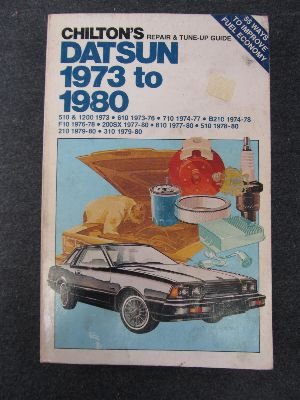 CHILTON'S REPAIR & TUNE-UP GUIDE
DATSUN
1973 to
1980
55 WAYS
TO IMPROVE
FUEL ECONOMY
510 & 1200 1973 • 610 1973-76 • 710 1974-77 • B210 1974-78
F10 1976-78 • 200SX 1977-80 • 810 1977-80 • 510 1978-80
210 1979-80 • 310 1979-80